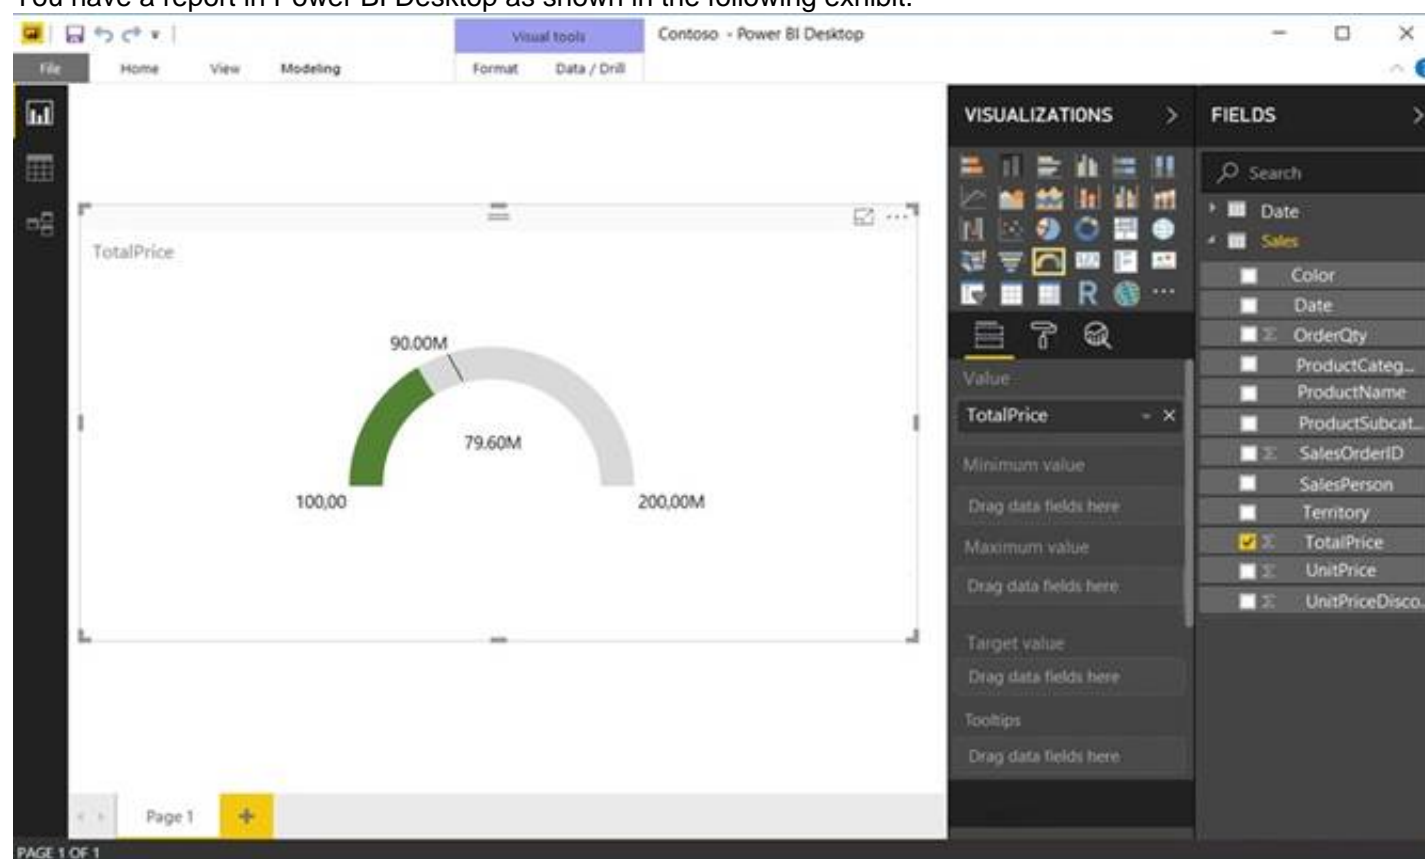 You have a report in Power BI Desktop as shown in the following exhibit.
Visual tools
Contoso - Power BI Desktop
File
Home
View
Modeling
Format
Data / Drill
VISUALIZATIONS
FIELDS
Search
Date
Sales
Color
Date
OrderQty
ProductCateg...
ProductName
ProductSubcat...
SalesOrderID
SalesPerson
Territory
TotalPrice
UnitPrice
UnitPriceDisco...
TotalPrice
90.00M
79.60M
100,00
200,00M
R
Value
TotalPrice
Minimum value
Drag data fields here
Maximum value
Drag data fields here
Target value
Drag data fields here
Tooltips
Drag data fields here
Page 1
PAGE 1 OF 1